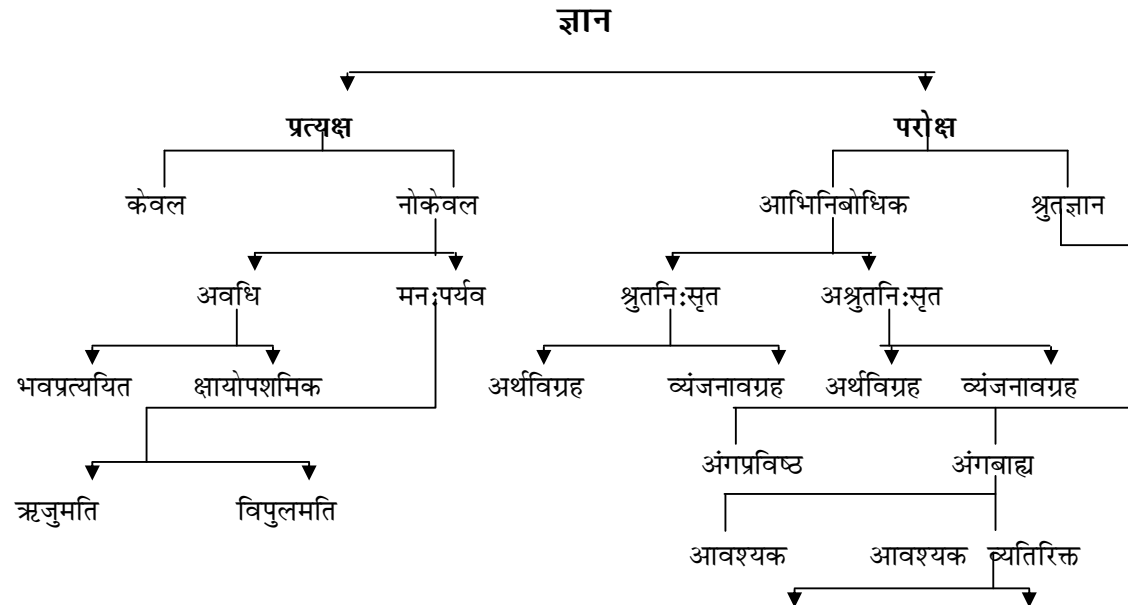 ज्ञान
प्रत्यक्ष परोक्ष
केवल नोकेवल आभिनिबोधिक श्रुतज्ञान
अवधि मन:पर्यव श्रुतनि:सृत अश्रुतनि:सृत
भवप्रत्ययित क्षायोपशमिक अर्थविग्रह व्यंजनावग्रह अर्थविग्रह व्यंजनावग्रह
अंगप्रविष्ठ अंगबाह्य
ऋजुमति विपुलमति
आवश्यक आवश्यक व्यतिरिक्त